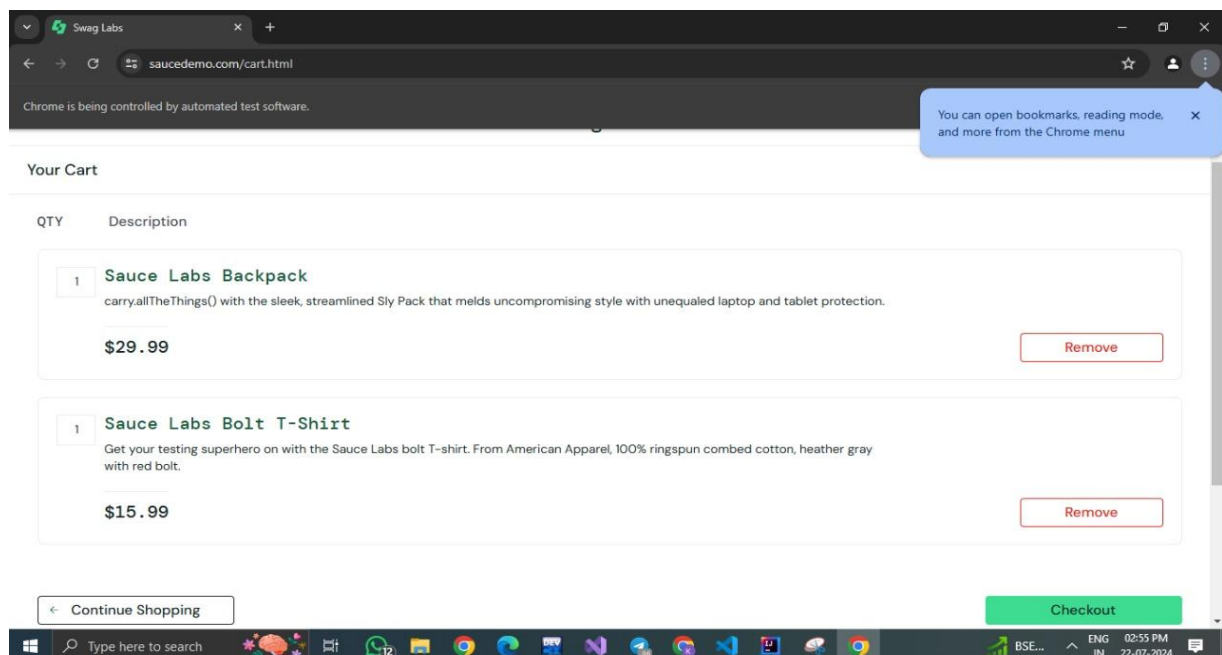 Swag Labs
saucedemo.com/cart.html
Chrome is being controlled by automated test software.
You can open bookmarks, reading mode,
and more from the Chrome menu
Your Cart
QTY Description
1 Sauce Labs Backpack
carry.allTheThings() with the sleek, streamlined Sly Pack that melds uncompromising style with unequaled laptop and tablet protection.
$29.99 Remove
1 Sauce Labs Bolt T-Shirt
Get your testing superhero on with the Sauce Labs bolt T-shirt. From American Apparel, 100% ringspun combed cotton, heather gray
with red bolt.
$15.99 Remove
← Continue Shopping Checkout
Type here to search 12 DEV BSE... ENG 02:55 PM
IN 22-07-2024